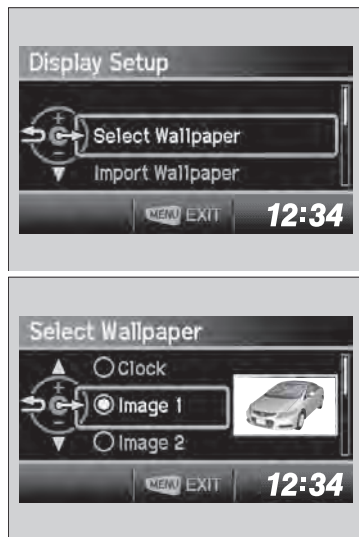 Display Setup
Select Wallpaper
Import Wallpaper
MENU EXIT
12:34
Select Wallpaper
Clock
Image 1
Image 2
MENU EXIT
12:34